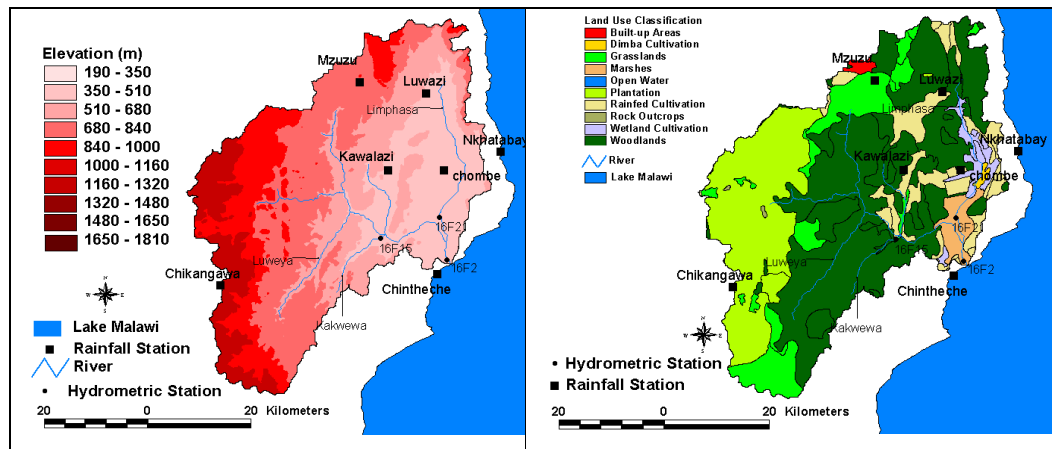 Elevation (m)
190 - 350
350 - 510
510 - 680
680 - 840
840 - 1000
1000 - 1160
1160 - 1320
1320 - 1480
1480 - 1650
1650 - 1810
N
W E
S
Lake Malawi
Rainfall Station
River
Hydrometric Station
20 0 20 Kilometers
Mzuzu
Luwazi
Limphasa
Nkhatabay
Kawalazi
chombe
16F21
16F15
16F2
Luweya
Chikangawa
Chintheche
Kakwewa
Land Use Classification
Built-up Areas
Dimba Cultivation
Grasslands
Marshes
Open Water
Plantation
Rainfed Cultivation
Rock Outcrops
Wetland Cultivation
Woodlands
River
Lake Malawi
Mzuzu
Luwazi
Limphasa
Nkhatabay
Kawalazi
chombe
16F21
16F15
16F2
Luweya
Chikangawa
Chintheche
Kakwewa
N
W E
S
Hydrometric Station
Rainfall Station
20 0 20 Kilometers